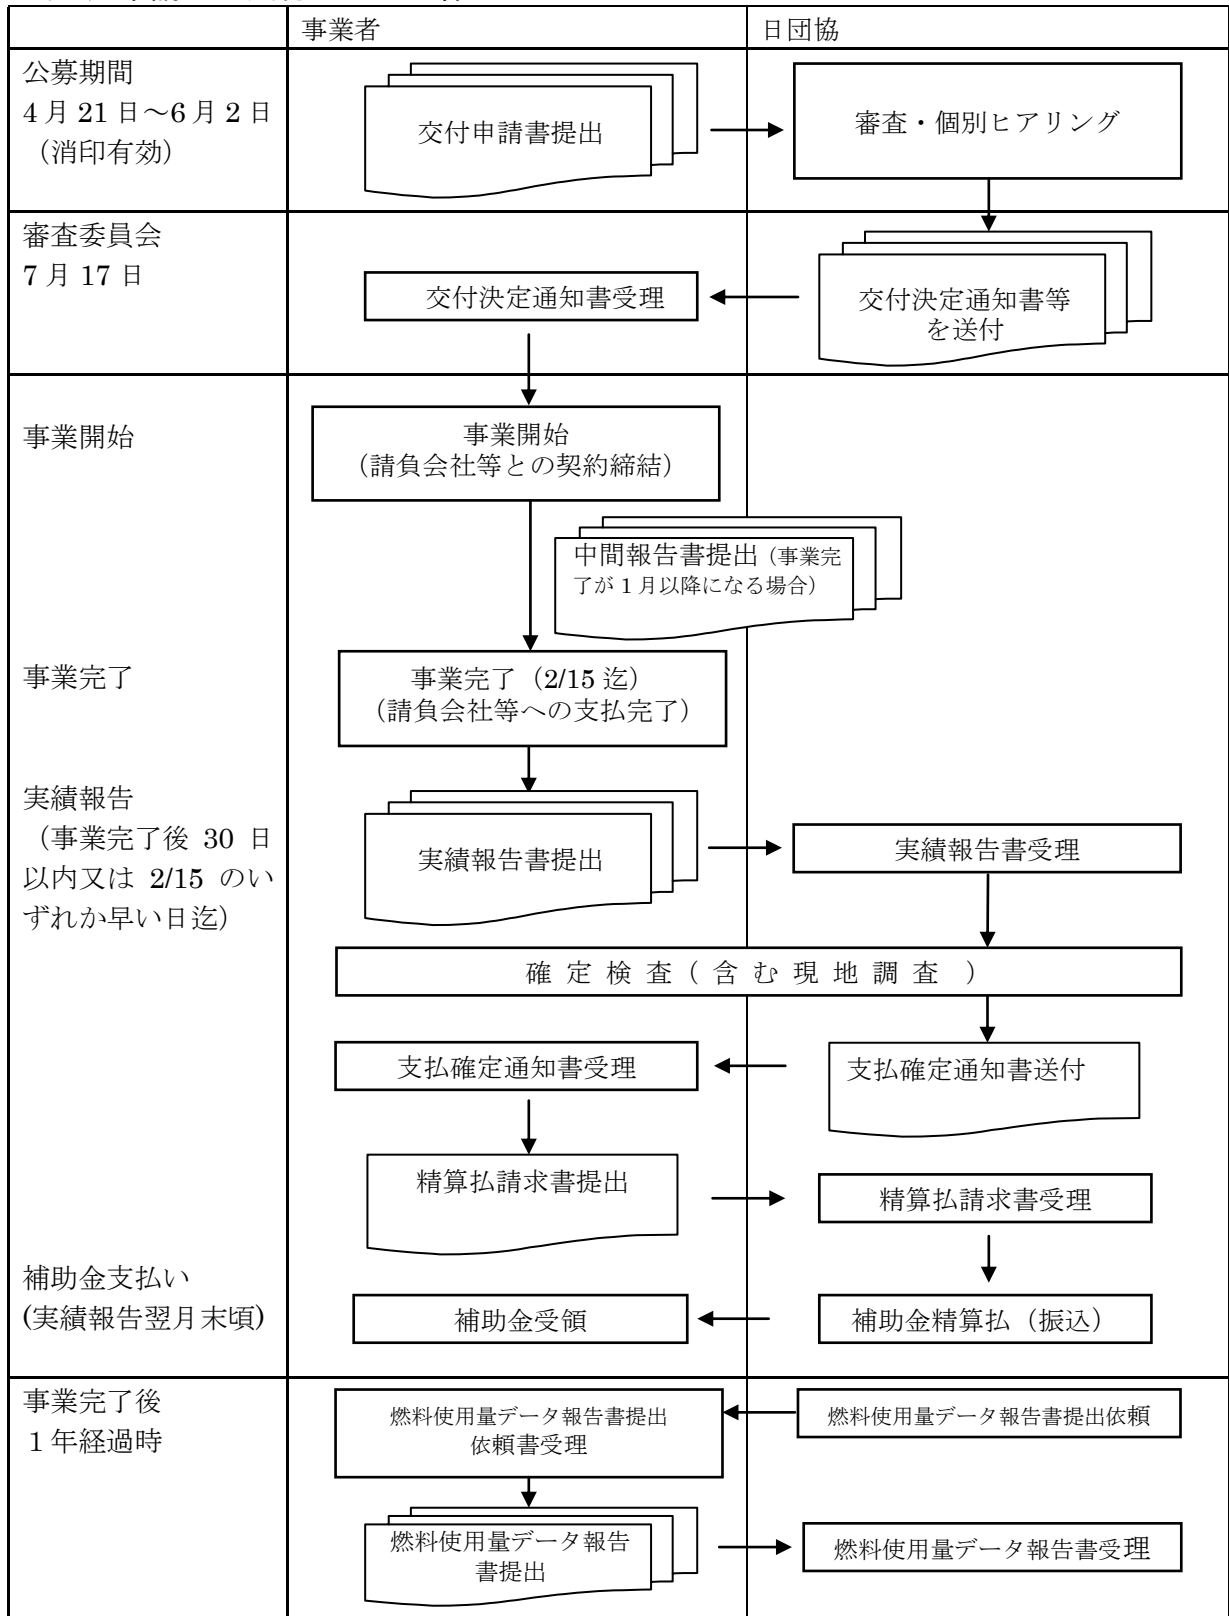 事業者
日団協
公募期間
4月21日～6月2日
（消印有効）
交付申請書提出
審査・個別ヒアリング
審査委員会
7月17日
交付決定通知書受理
交付決定通知書等
を送付
事業開始
事業開始
（請負会社等との契約締結）
中間報告書提出（事業完
了が1月以降になる場合）
事業完了
事業完了（2/15迄）
（請負会社等への支払完了）
実績報告
（事業完了後 30 日
以内又は 2/15 のい
ずれか早い日迄）
実績報告書提出
実績報告書受理
確定検査(含む現地調査 )
支払確定通知書受理
支払確定通知書送付
精算払請求書提出
精算払請求書受理
補助金支払い
(実績報告翌月末頃)
補助金受領
補助金精算払（振込）
事業完了後
１年経過時
燃料使用量データ報告書提出
依頼書受理
燃料使用量データ報告書提出依頼
燃料使用量データ報告
書提出
燃料使用量データ報告書受理